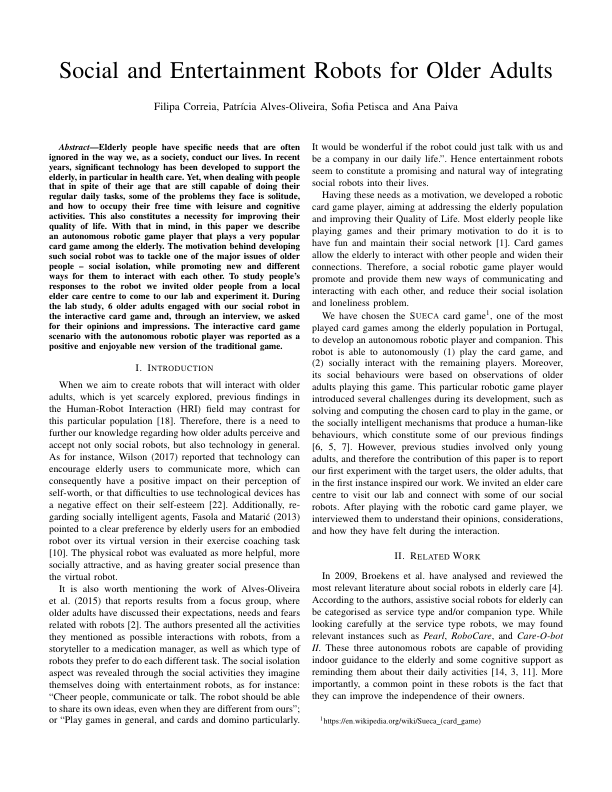 Social and Entertainment Robots for Older Adults
Filipa Correia, Patrícia Alves-Oliveira, Sofia Petisca and Ana Paiva
Abstract—Elderly people have specific needs that are often
ignored in the way we, as a society, conduct our lives. In recent
years, significant technology has been developed to support the
elderly, in particular in health care. Yet, when dealing with people
that in spite of their age that are still capable of doing their
regular daily tasks, some of the problems they face is solitude,
and how to occupy their free time with leisure and cognitive
activities. This also constitutes a necessity for improving their
quality of life. With that in mind, in this paper we describe
an autonomous robotic game player that plays a very popular
card game among the elderly. The motivation behind developing
such social robot was to tackle one of the major issues of older
people – social isolation, while promoting new and different
ways for them to interact with each other. To study people's
responses to the robot we invited older people from a local
elder care centre to come to our lab and experiment it. During
the lab study, 6 older adults engaged with our social robot in
the interactive card game and, through an interview, we asked
for their opinions and impressions. The interactive card game
scenario with the autonomous robotic player was reported as a
positive and enjoyable new version of the traditional game.
I. INTRODUCTION
When we aim to create robots that will interact with older
adults, which is yet scarcely explored, previous findings in
the Human-Robot Interaction (HRI) field may contrast for
this particular population [18]. Therefore, there is a need to
further our knowledge regarding how older adults perceive and
accept not only social robots, but also technology in general.
As for instance, Wilson (2017) reported that technology can
encourage elderly users to communicate more, which can
consequently have a positive impact on their perception of
self-worth, or that difficulties to use technological devices has
a negative effect on their self-esteem [22]. Additionally, re-
garding socially intelligent agents, Fasola and Matarić (2013)
pointed to a clear preference by elderly users for an embodied
robot over its virtual version in their exercise coaching task
[10]. The physical robot was evaluated as more helpful, more
socially attractive, and as having greater social presence than
the virtual robot.
It is also worth mentioning the work of Alves-Oliveira
et al. (2015) that reports results from a focus group, where
older adults have discussed their expectations, needs and fears
related with robots [2]. The authors presented all the activities
they mentioned as possible interactions with robots, from a
storyteller to a medication manager, as well as which type of
robots they prefer to do each different task. The social isolation
aspect was revealed through the social activities they imagine
themselves doing with entertainment robots, as for instance:
“Cheer people, communicate or talk. The robot should be able
to share its own ideas, even when they are different from ours”;
or “Play games in general, and cards and domino particularly.
It would be wonderful if the robot could just talk with us and
be a company in our daily life.”. Hence entertainment robots
seem to constitute a promising and natural way of integrating
social robots into their lives.
Having these needs as a motivation, we developed a robotic
card game player, aiming at addressing the elderly population
and improving their Quality of Life. Most elderly people like
playing games and their primary motivation to do it is to
have fun and maintain their social network [1]. Card games
allow the elderly to interact with other people and widen their
connections. Therefore, a social robotic game player would
promote and provide them new ways of communicating and
interacting with each other, and reduce their social isolation
and loneliness problem.
We have chosen the SUECA card game1, one of the most
played card games among the elderly population in Portugal,
to develop an autonomous robotic player and companion. This
robot is able to autonomously (1) play the card game, and
(2) socially interact with the remaining players. Moreover,
its social behaviours were based on observations of older
adults playing this game. This particular robotic game player
introduced several challenges during its development, such as
solving and computing the chosen card to play in the game, or
the socially intelligent mechanisms that produce a human-like
behaviours, which constitute some of our previous findings
[6, 5, 7]. However, previous studies involved only young
adults, and therefore the contribution of this paper is to report
our first experiment with the target users, the older adults, that
in the first instance inspired our work. We invited an elder care
centre to visit our lab and connect with some of our social
robots. After playing with the robotic card game player, we
interviewed them to understand their opinions, considerations,
and how they felt during the interaction.
II. RELATED WORK
In 2009, Broekens et al. have analysed and reviewed the
most relevant literature about social robots in elderly care [4].
According to the authors, assistive social robots for elderly can
be categorised as service type and/or companion type. While
looking carefully at the service type robots, we may found
relevant instances such as Pearl, RoboCare, and Care-O-bot
II. These three autonomous robots are capable of providing
indoor guidance to the elderly and some cognitive support as
reminding them about their daily activities [14, 3, 11]. More
importantly, a common point in these robots is the fact that
they can improve the independence of their owners.
1https://en.wikipedia.org/wiki/Sueca_(card_game)